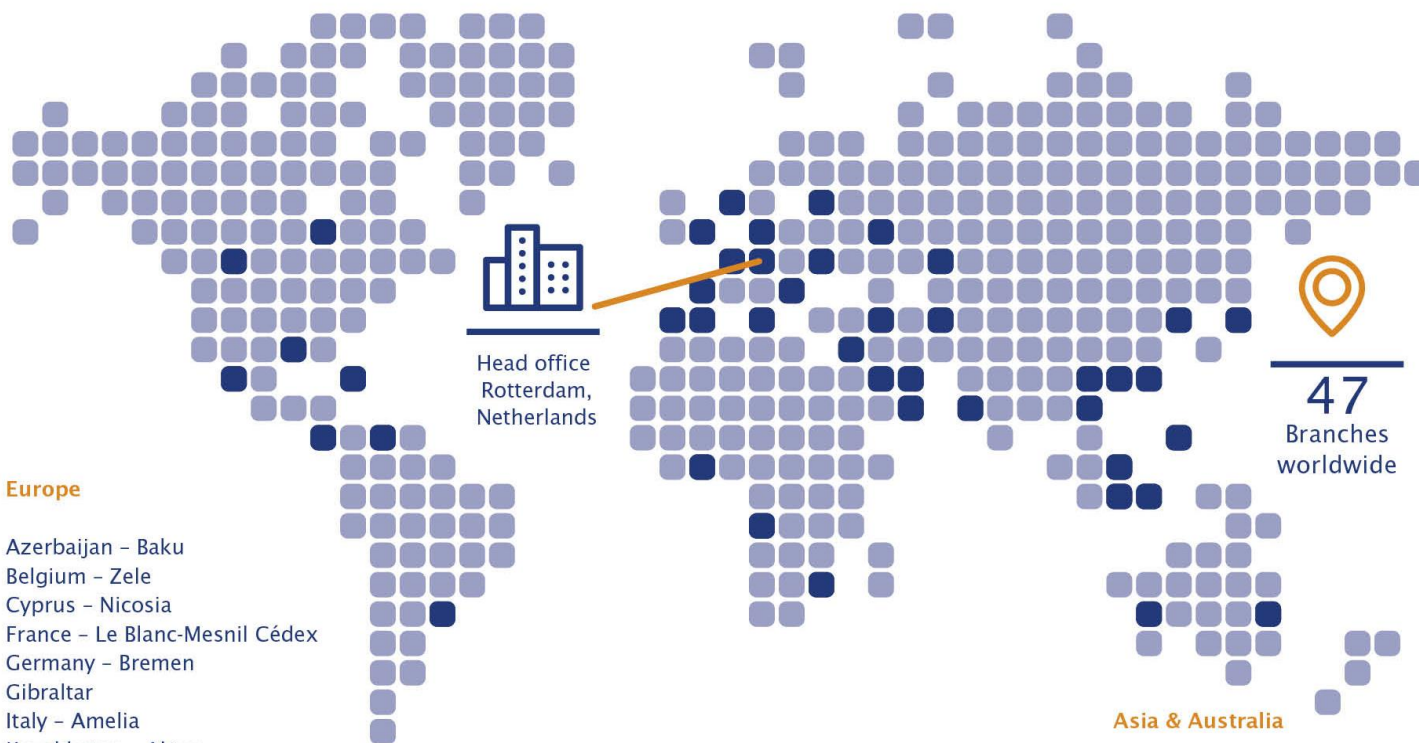 Head office
Rotterdam,
Netherlands
47
Branches
worldwide
Europe
Azerbaijan – Baku
Belgium – Zele
Cyprus – Nicosia
France – Le Blanc-Mesnil Cédex
Germany – Bremen
Gibraltar
Italy – Amelia
Asia & Australia